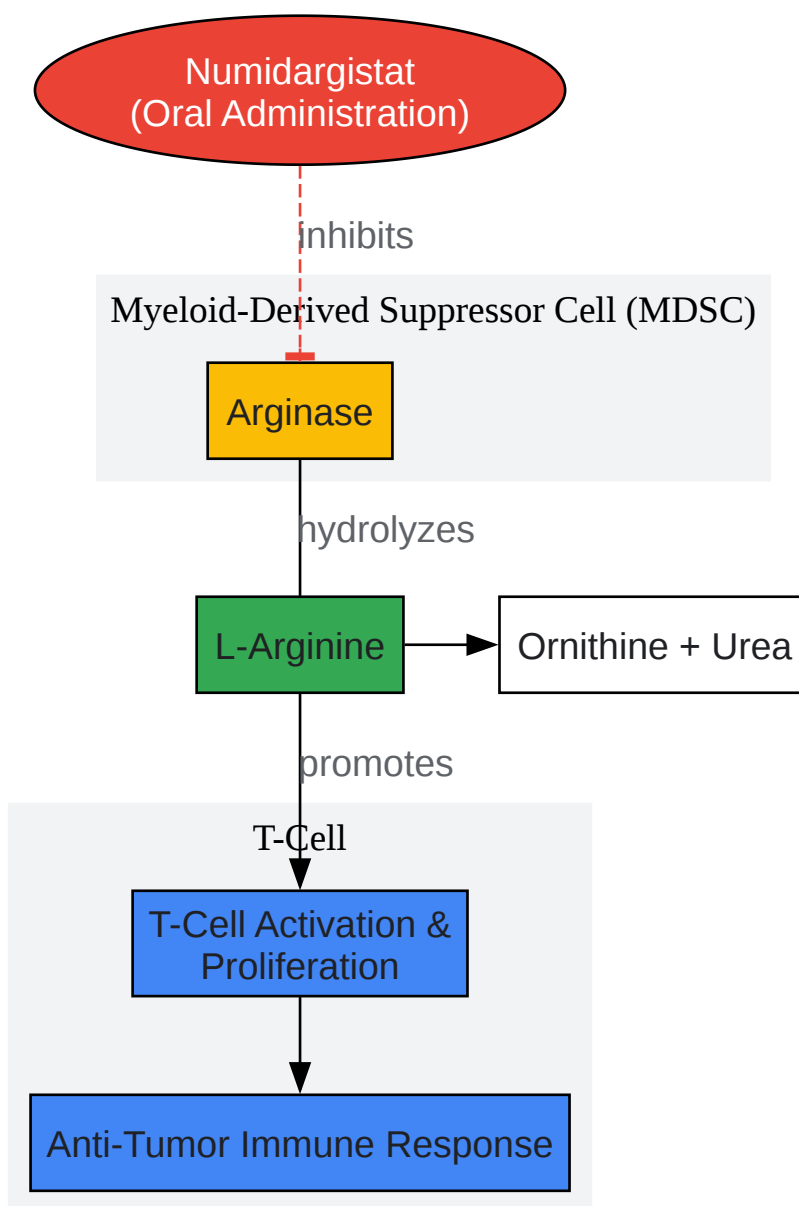 Numidargistat
(Oral Administration)
inhibits
Myeloid-Derived Suppressor Cell (MDSC)
Arginase
hydrolyzes
L-Arginine
Ornithine + Urea
promotes
T-Cell
T-Cell Activation &
Proliferation
Anti-Tumor Immune Response